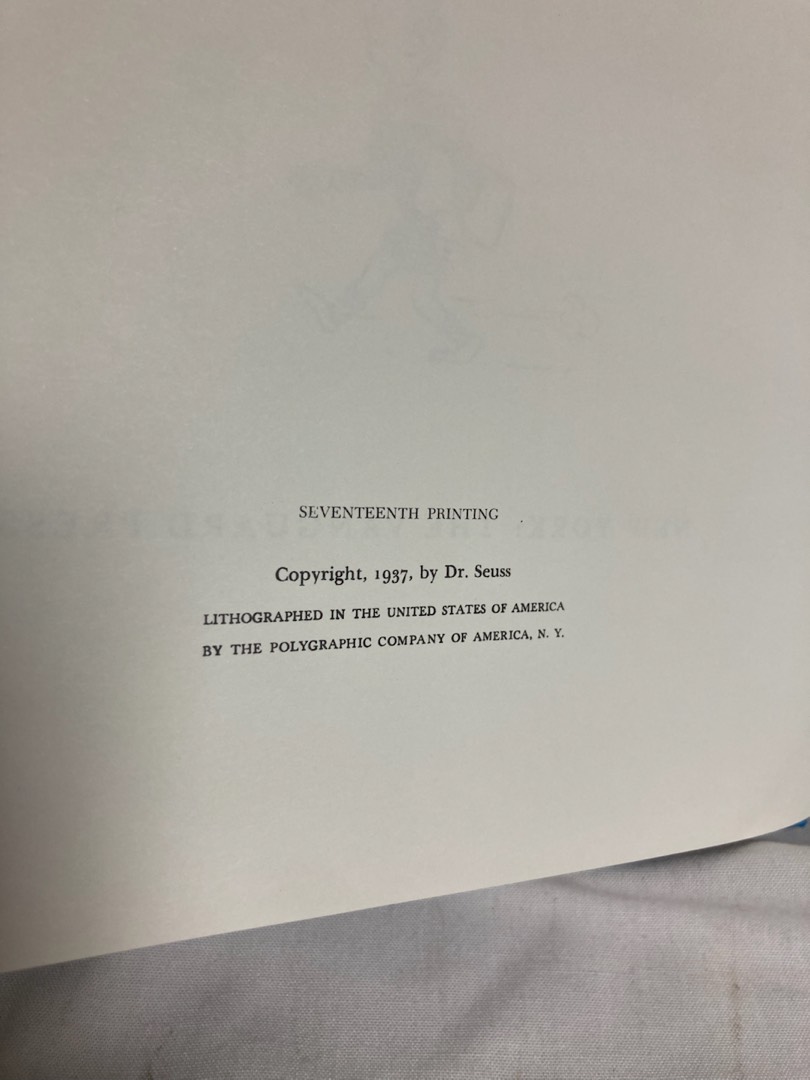 SEVENTEENTH PRINTING
Copyright, 1937, by Dr. Seuss
LITHOGRAPHED IN THE UNITED STATES OF AMERICA
BY THE POLYGRAPHIC COMPANY OF AMERICA, N. Y.